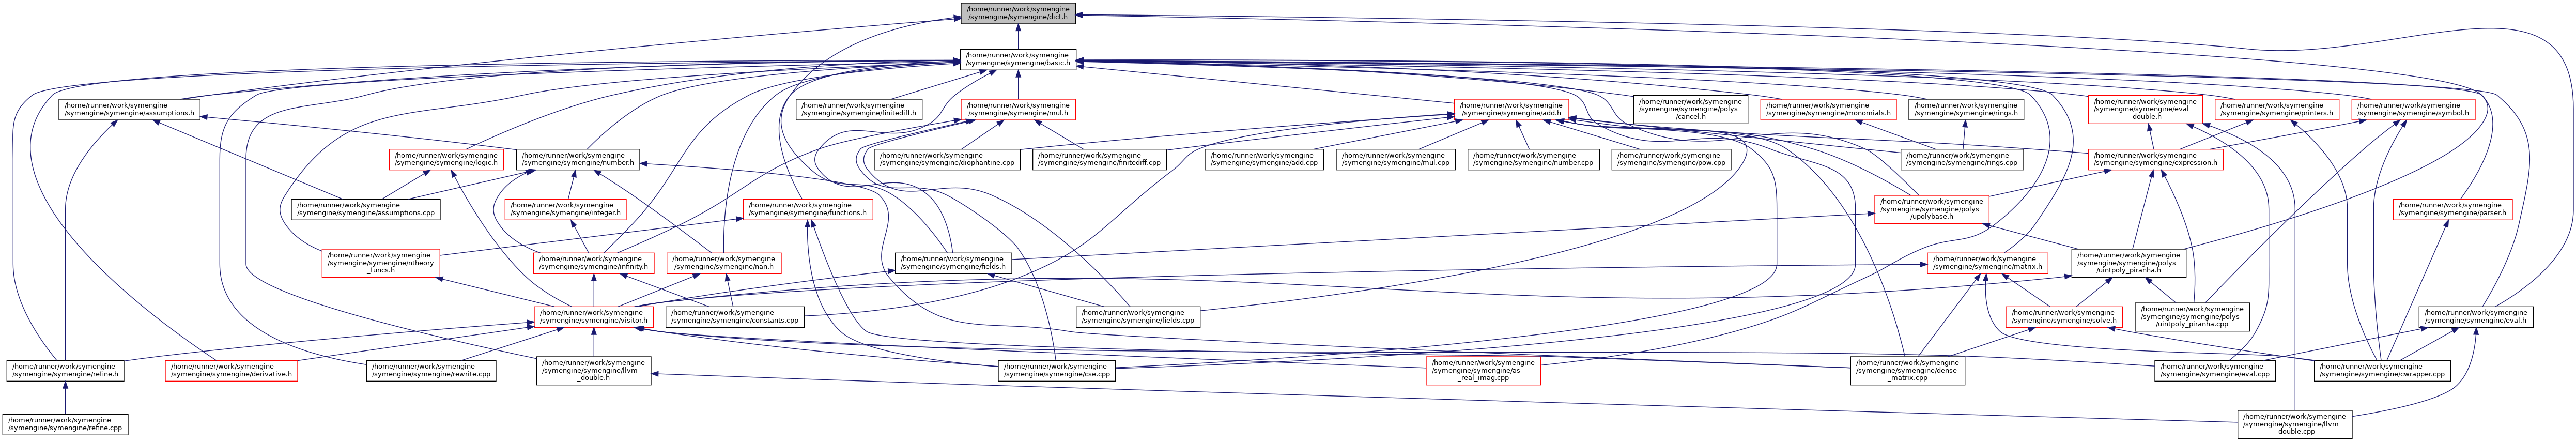 /home/runner/work/symengine
/symengine/symengine/dict.h
/home/runner/work/symengine
/symengine/symengine/basic.h
/home/runner/work/symengine
/symengine/symengine/assumptions.h
/home/runner/work/symengine
/symengine/symengine/finitediff.h
/home/runner/work/symengine
/symengine/symengine/mul.h
/home/runner/work/symengine
/symengine/symengine/add.h
/home/runner/work/symengine
/symengine/symengine/polys
/cancel.h
/home/runner/work/symengine
/symengine/symengine/monomials.h
/home/runner/work/symengine
/symengine/symengine/rings.h
/home/runner/work/symengine
/symengine/symengine/eval
_double.h
/home/runner/work/symengine
/symengine/symengine/printers.h
/home/runner/work/symengine
/symengine/symengine/symbol.h
/home/runner/work/symengine
/symengine/symengine/logic.h
/home/runner/work/symengine
/symengine/symengine/number.h
/home/runner/work/symengine
/symengine/symengine/diophantine.cpp
/home/runner/work/symengine
/symengine/symengine/finitediff.cpp
/home/runner/work/symengine
/symengine/symengine/add.cpp
/home/runner/work/symengine
/symengine/symengine/mul.cpp
/home/runner/work/symengine
/symengine/symengine/number.cpp
/home/runner/work/symengine
/symengine/symengine/pow.cpp
/home/runner/work/symengine
/symengine/symengine/rings.cpp
/home/runner/work/symengine
/symengine/symengine/expression.h
/home/runner/work/symengine
/symengine/symengine/assumptions.cpp
/home/runner/work/symengine
/symengine/symengine/integer.h
/home/runner/work/symengine
/symengine/symengine/functions.h
/home/runner/work/symengine
/symengine/symengine/polys
/upolybase.h
/home/runner/work/symengine
/symengine/symengine/parser.h
/home/runner/work/symengine
/symengine/symengine/ntheory
_funcs.h
/home/runner/work/symengine
/symengine/symengine/infinity.h
/home/runner/work/symengine
/symengine/symengine/nan.h
/home/runner/work/symengine
/symengine/symengine/fields.h
/home/runner/work/symengine
/symengine/symengine/matrix.h
/home/runner/work/symengine
/symengine/symengine/polys
/uintpoly_piranha.h
/home/runner/work/symengine
/symengine/symengine/visitor.h
/home/runner/work/symengine
/symengine/symengine/constants.cpp
/home/runner/work/symengine
/symengine/symengine/fields.cpp
/home/runner/work/symengine
/symengine/symengine/solve.h
/home/runner/work/symengine
/symengine/symengine/polys
/uintpoly_piranha.cpp
/home/runner/work/symengine
/symengine/symengine/eval.h
/home/runner/work/symengine
/symengine/symengine/refine.h
/home/runner/work/symengine
/symengine/symengine/derivative.h
/home/runner/work/symengine
/symengine/symengine/rewrite.cpp
/home/runner/work/symengine
/symengine/symengine/llvm
_double.h
/home/runner/work/symengine
/symengine/symengine/cse.cpp
/home/runner/work/symengine
/symengine/symengine/as
_real_imag.cpp
/home/runner/work/symengine
/symengine/symengine/dense
_matrix.cpp
/home/runner/work/symengine
/symengine/symengine/eval.cpp
/home/runner/work/symengine
/symengine/symengine/cwrapper.cpp
/home/runner/work/symengine
/symengine/symengine/refine.cpp
/home/runner/work/symengine
/symengine/symengine/llvm
_double.cpp